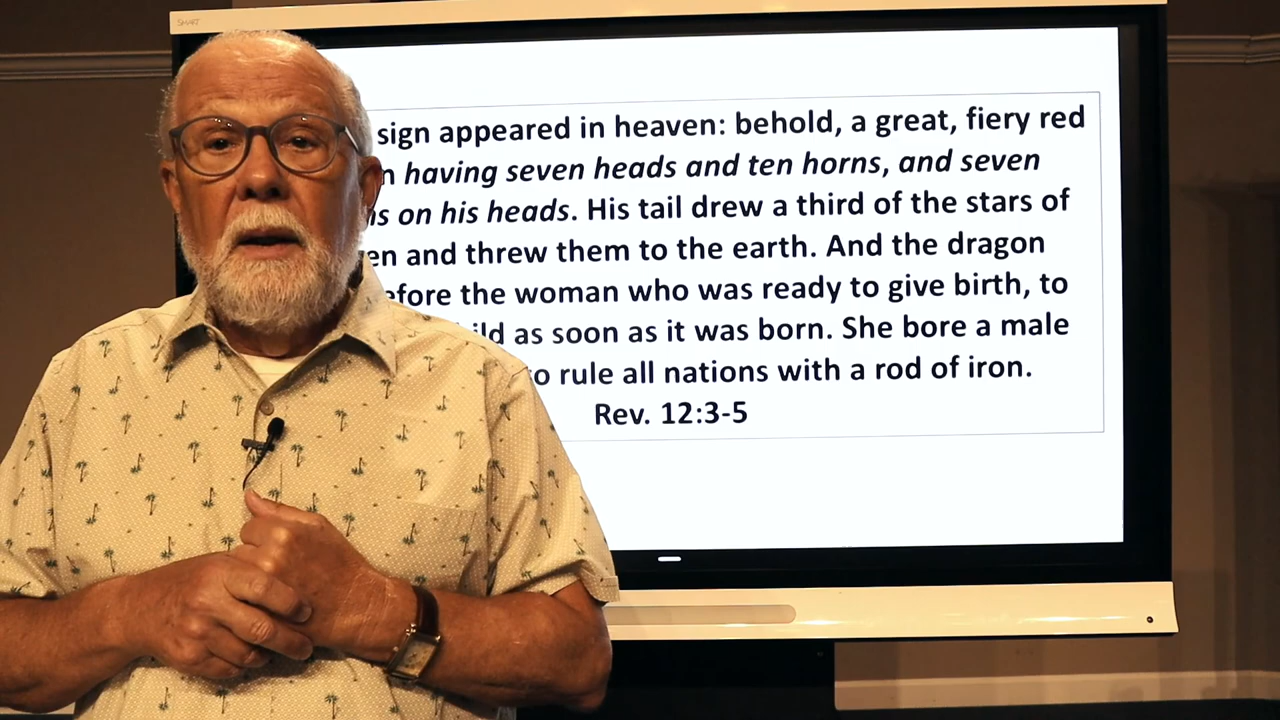 SMART
sign appeared in heaven: behold, a great, fiery red
having seven heads and ten horns, and seven
on his heads. His tail drew a third of the stars of
and threw them to the earth. And the dragon
before the woman who was ready to give birth, to
as soon as it was born. She bore a male
to rule all nations with a rod of iron.
Rev. 12:3-5